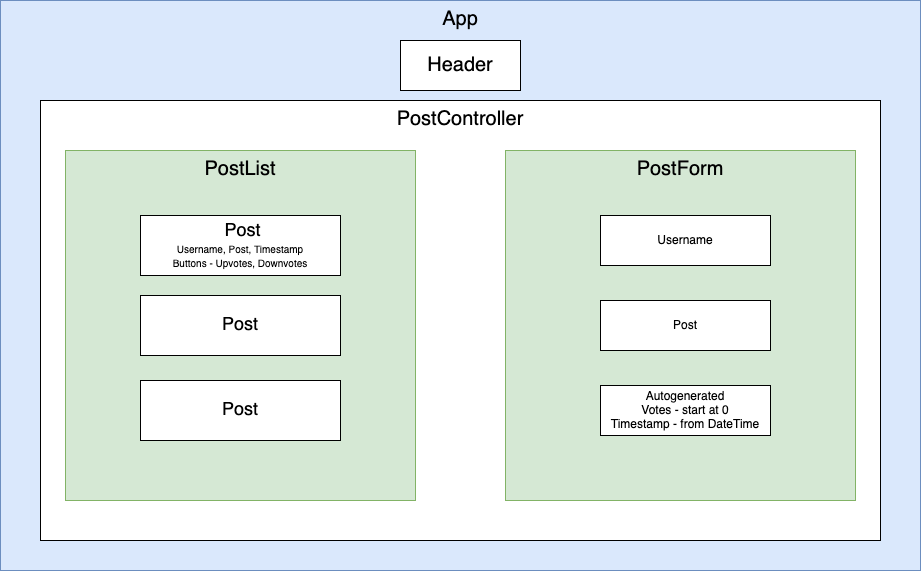 App
Header
PostController
PostList
Post
Username, Post, Timestamp
Buttons - Upvotes, Downvotes
Post
Post
PostForm
Username
Post
Autogenerated
Votes - start at 0
Timestamp - from DateTime